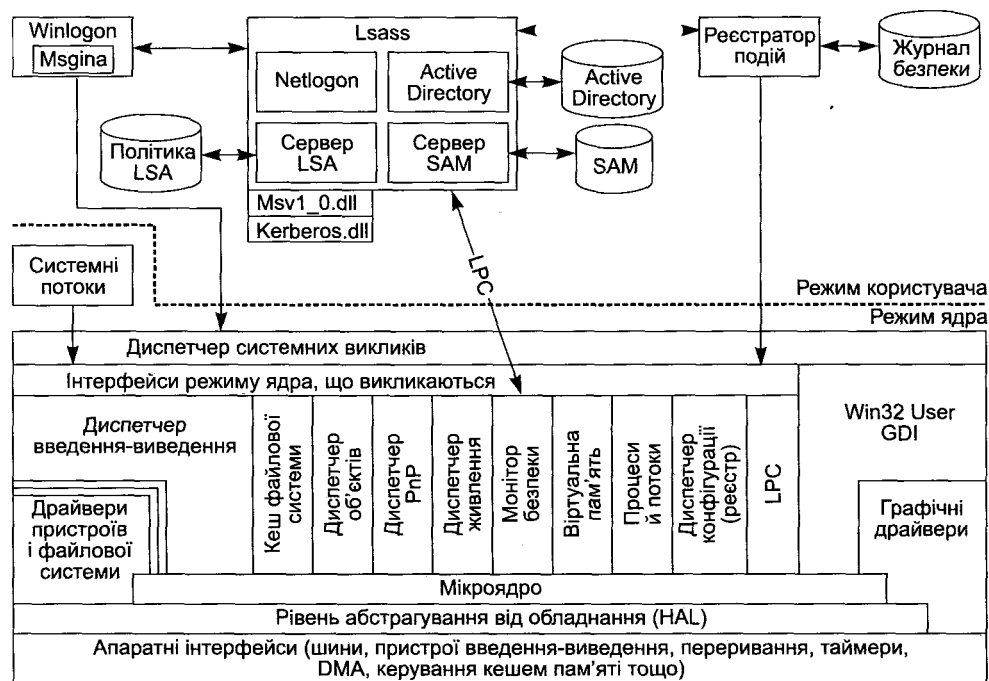 Winlogon
Msgina
Lsass
Netlogon
Active
Directory
Active
Directory
Реєстратор
подій
Журнал
безпеки
Політика
LSA
Сервер
LSA
Сервер
SAM
SAM
Msv1_0.dll
Kerberos.dll
LPC
Системні
потоки
Режим користувача
Режим ядра
Диспетчер системних викликів
Інтерфейси режиму ядра, що викликаються
Диспетчер
введення-виведення
Кеш файлової
системи
Диспетчер
об'єктів
Диспетчер
PnP
Диспетчер
живлення
Монітор
безпеки
Віртуальна
пам'ять
Процеси
й потоки
Диспетчер
конфігурації
(реєстр)
LPC
Win32 User
GDI
Драйвери
пристроїв
і файлової
системи
Графічні
драйвери
Мікроядро
Рівень абстрагування від обладнання (HAL)
Апаратні інтерфейси (шини, пристрої введення-виведення, переривання, таймери,
DMA, керування кешем пам'яті тощо)